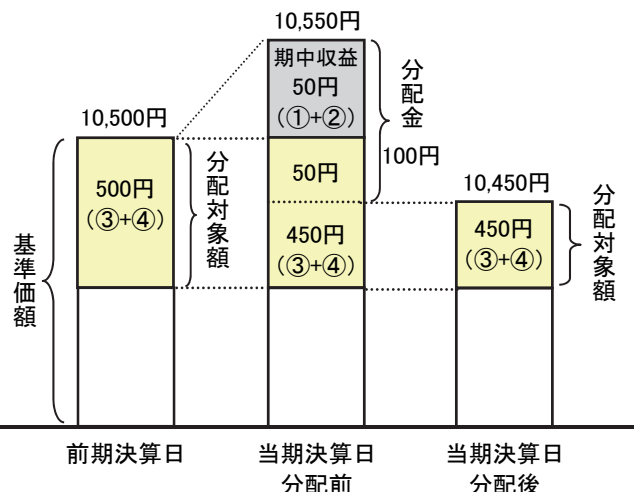 10,550円
期中収益
50円
(①+②)
分配金
100円
10,500円
500円
(③+④)
分配対象額
50円
450円
(③+④)
10,450円
450円
(③+④)
分配対象額
基準価額
前期決算日
当期決算日
分配前
当期決算日
分配後